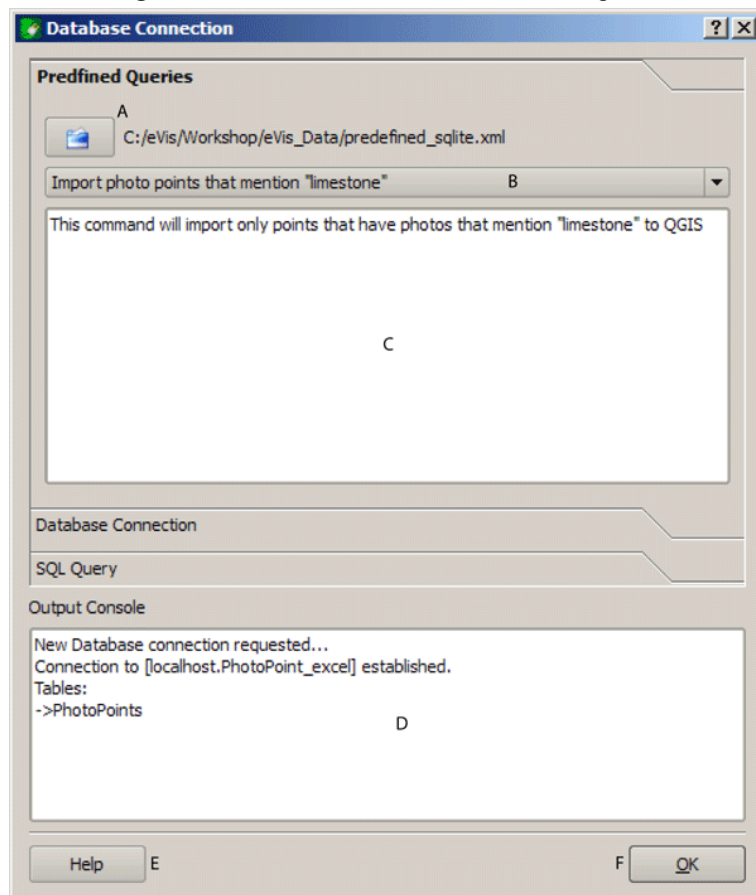 Database Connection
Predfined Queries
A
C:/eVis/Workshop/eVis_Data/predefined_sqlite.xml
Import photo points that mention "limestone" B
This command will import only points that have photos that mention "limestone" to QGIS
C
Database Connection
SQL Query
Output Console
New Database connection requested...
Connection to [localhost.PhotoPoint_excel] established.
Tables:
->PhotoPoints
D
Help E F OK